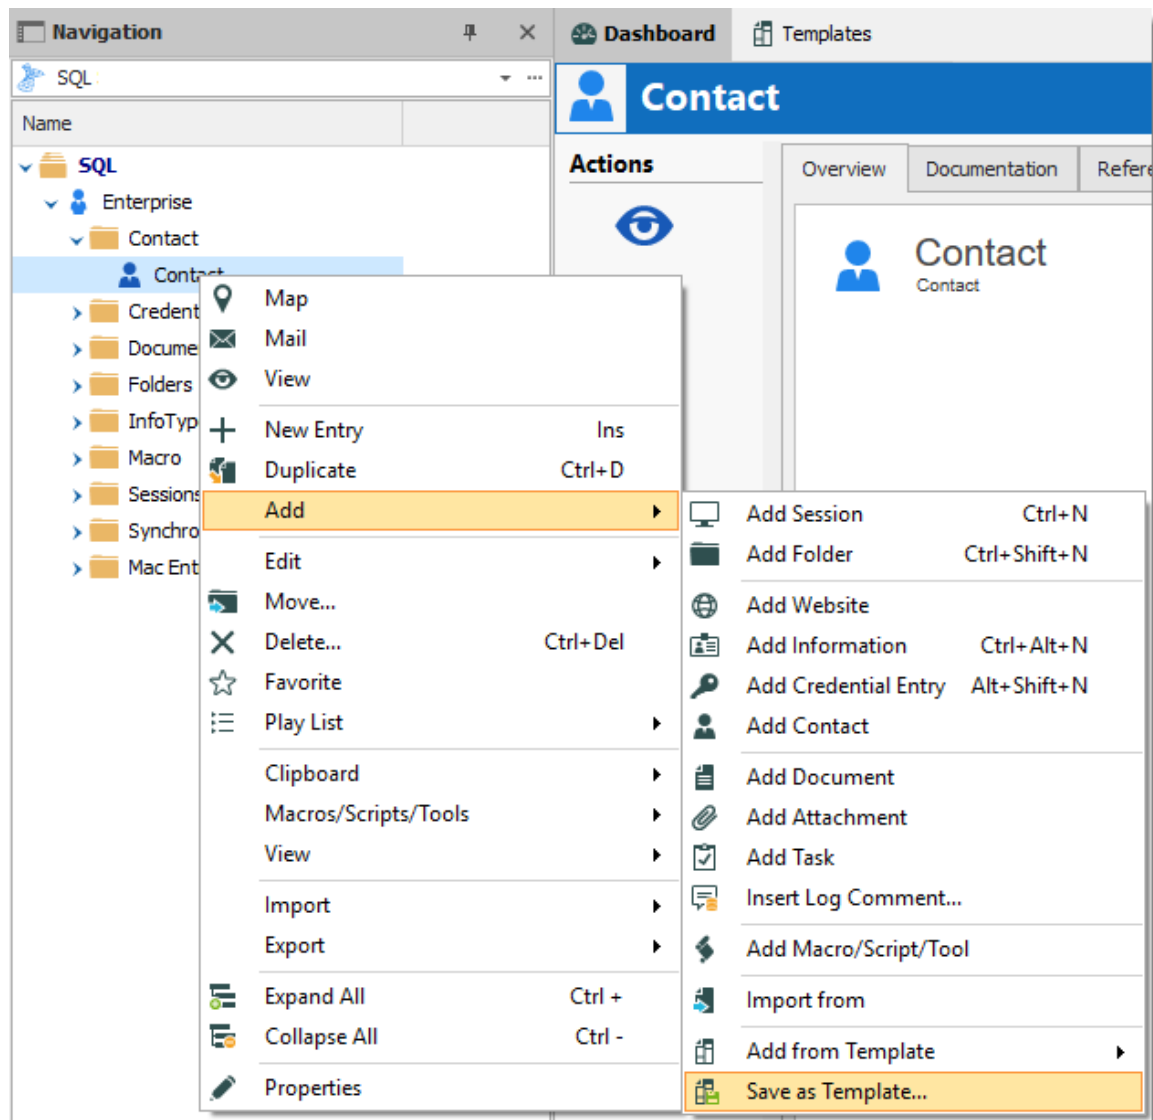 Navigation
Dashboard
Templates
SQL
Contact
Name
Actions
Overview
Documentation
Refere
SQL
Enterprise
Contact
Contact
Credent
Docume
Folders
InfoTyp
Macro
Sessions
Synchro
Mac Ent
Contact
Contact
Map
Mail
View
New Entry Ins
Duplicate Ctrl+D
Add
Edit
Move...
Delete... Ctrl+Del
Favorite
Play List
Clipboard
Macros/Scripts/Tools
View
Import
Export
Expand All Ctrl +
Collapse All Ctrl -
Properties
Add Session Ctrl+N
Add Folder Ctrl+Shift+N
Add Website
Add Information Ctrl+Alt+N
Add Credential Entry Alt+Shift+N
Add Contact
Add Document
Add Attachment
Add Task
Insert Log Comment...
Add Macro/Script/Tool
Import from
Add from Template
Save as Template...